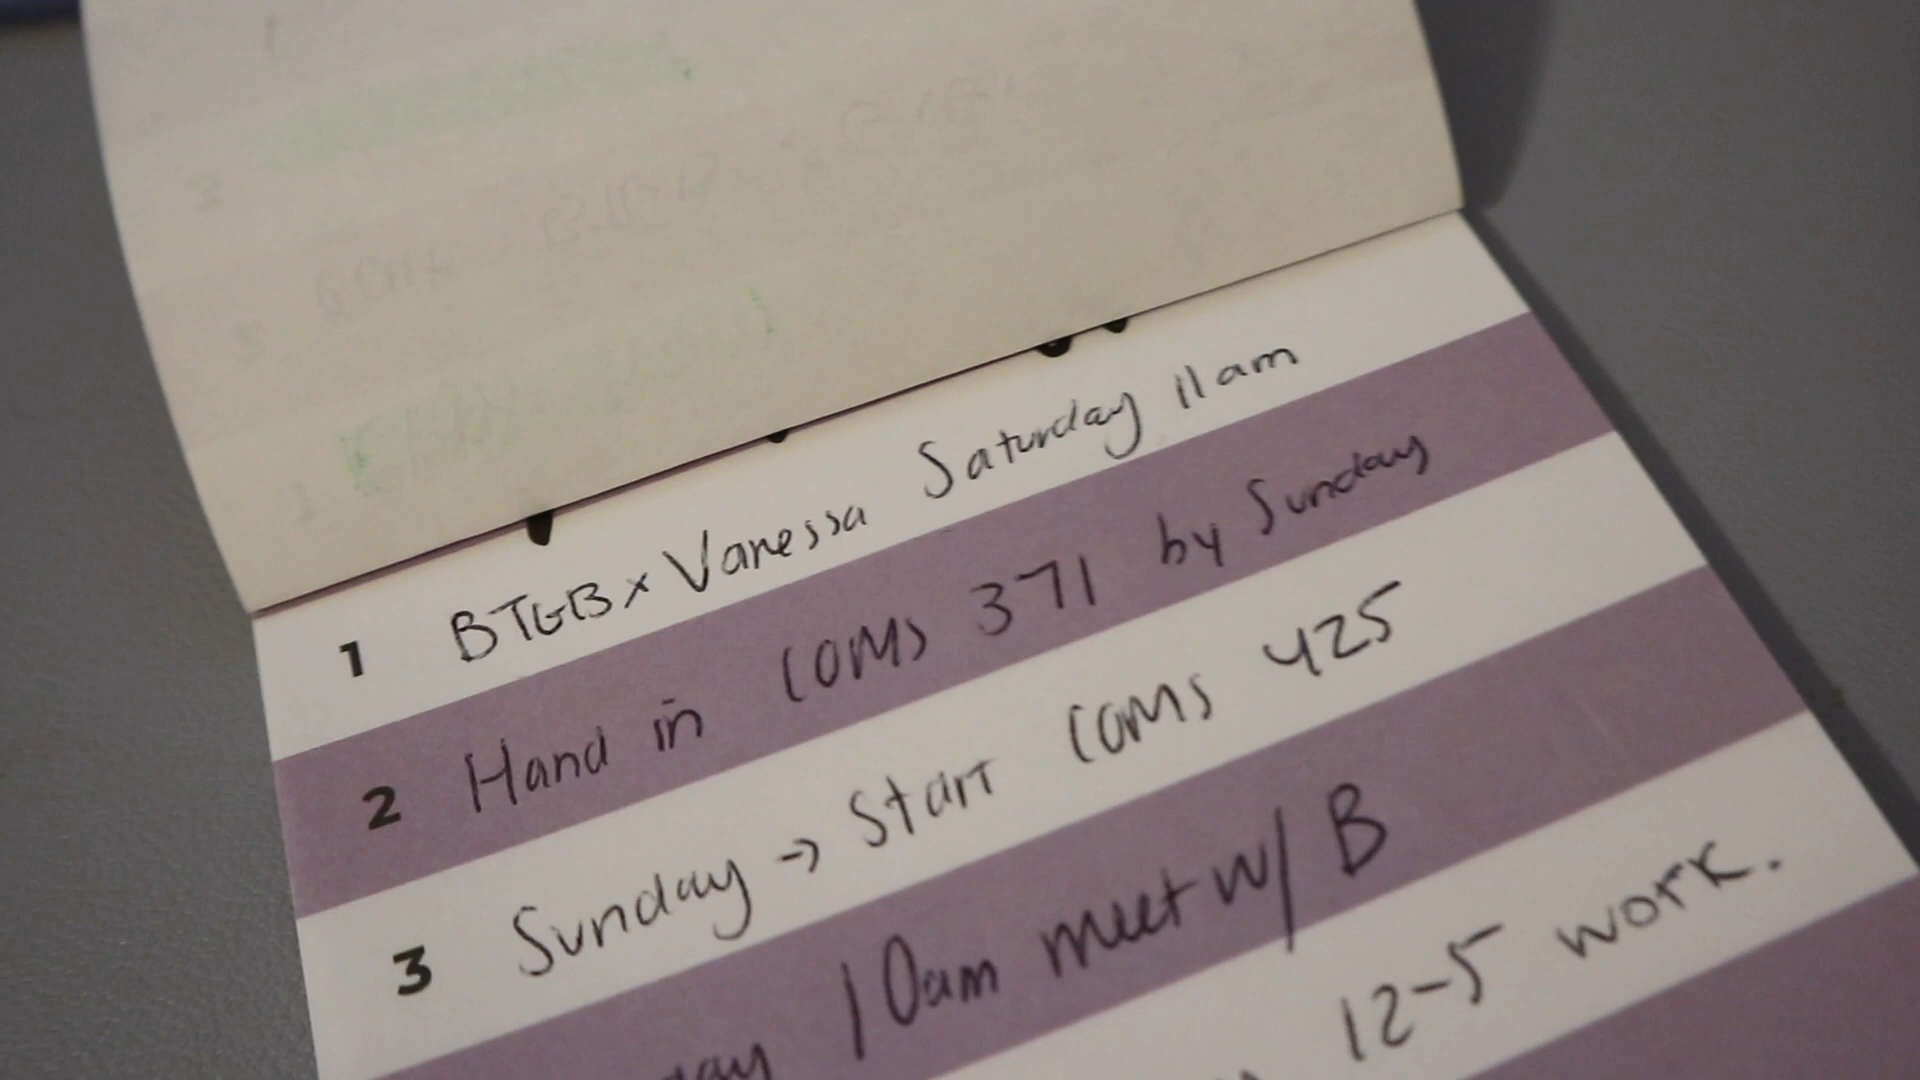 1 BTGB x Vanessa Saturday 11am
2 Hand in COMS 371 by Sunday
3 Sunday → Start COMS 425
10am meet w/ B
12-5 work.